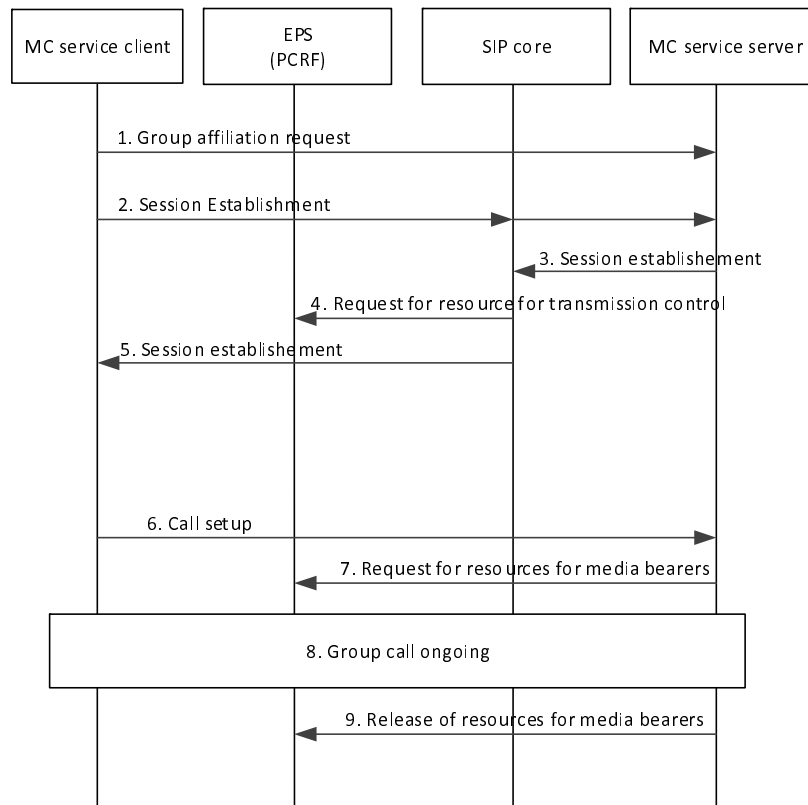 MC service client
EPS
(PCRF)
SIP core
MC service server
1. Group affiliation request
2. Session Establishment
3. Session establishement
4. Request for resource for transmission control
5. Session establishement
6. Call setup
7. Request for resources for media bearers
8. Group call ongoing
9. Release of resources for media bearers